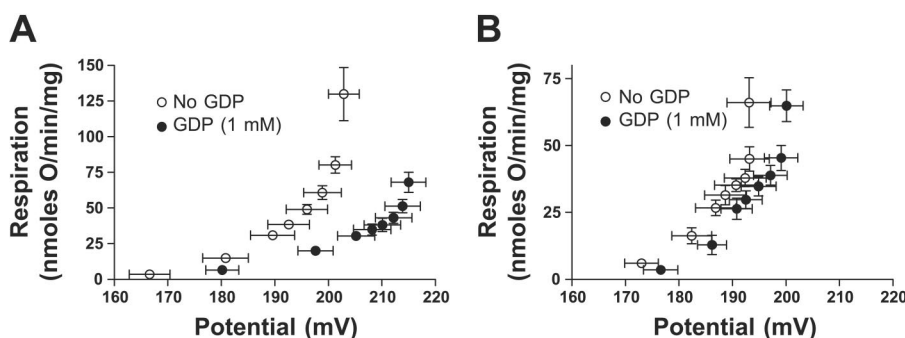 A
Respiration
(nmoles O/min/mg)
150
125
100
75
50
25
0
No GDP
GDP (1 mM)
160 170 180 190 200 210 220
Potential (mV)
B
Respiration
(nmoles O/min/mg)
75
50
25
0
No GDP
GDP (1 mM)
160 170 180 190 200 210 220
Potential (mV)